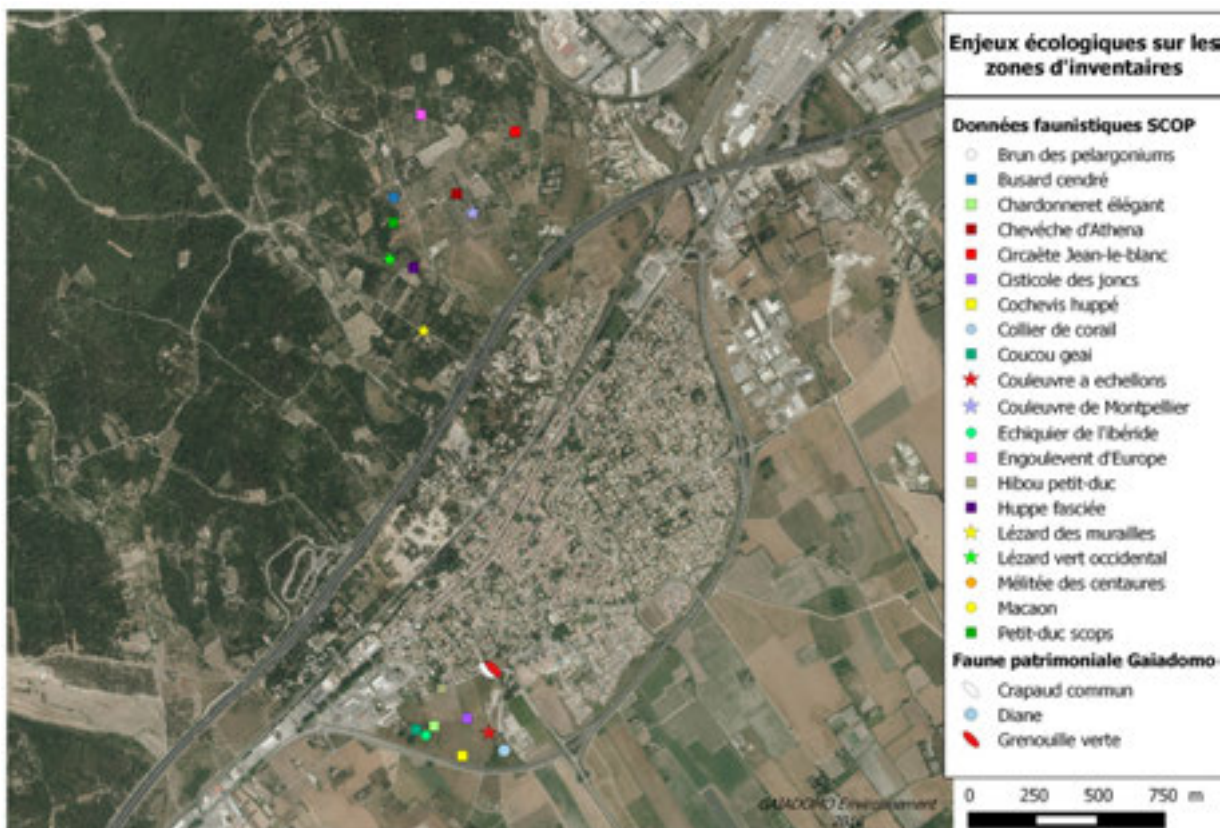 Enjeux écologiques sur les
zones d'inventaires
Données faunistiques SCOP
Brun des pelargoniums
Busard cendré
Chardonneret élégant
Chevéche d'Athena
Circaète Jean-le-blanc
Cisticole des joncs
Cochevis huppé
Collier de corail
Coucou geai
Couleuvre a echellons
Couleuvre de Montpellier
Echiquier de l'ibéride
Engoulevent d'Europe
Hibou petit-duc
Huppe fasciée
Lézard des murailles
Lézard vert occidental
Mélitée des centaures
Macaon
Petit-duc scops
Faune patrimoniale Gaiadomo
Crapaud commun
Diane
Grenouille verte
0 250 500 750 m
GAIADOMO Environnement